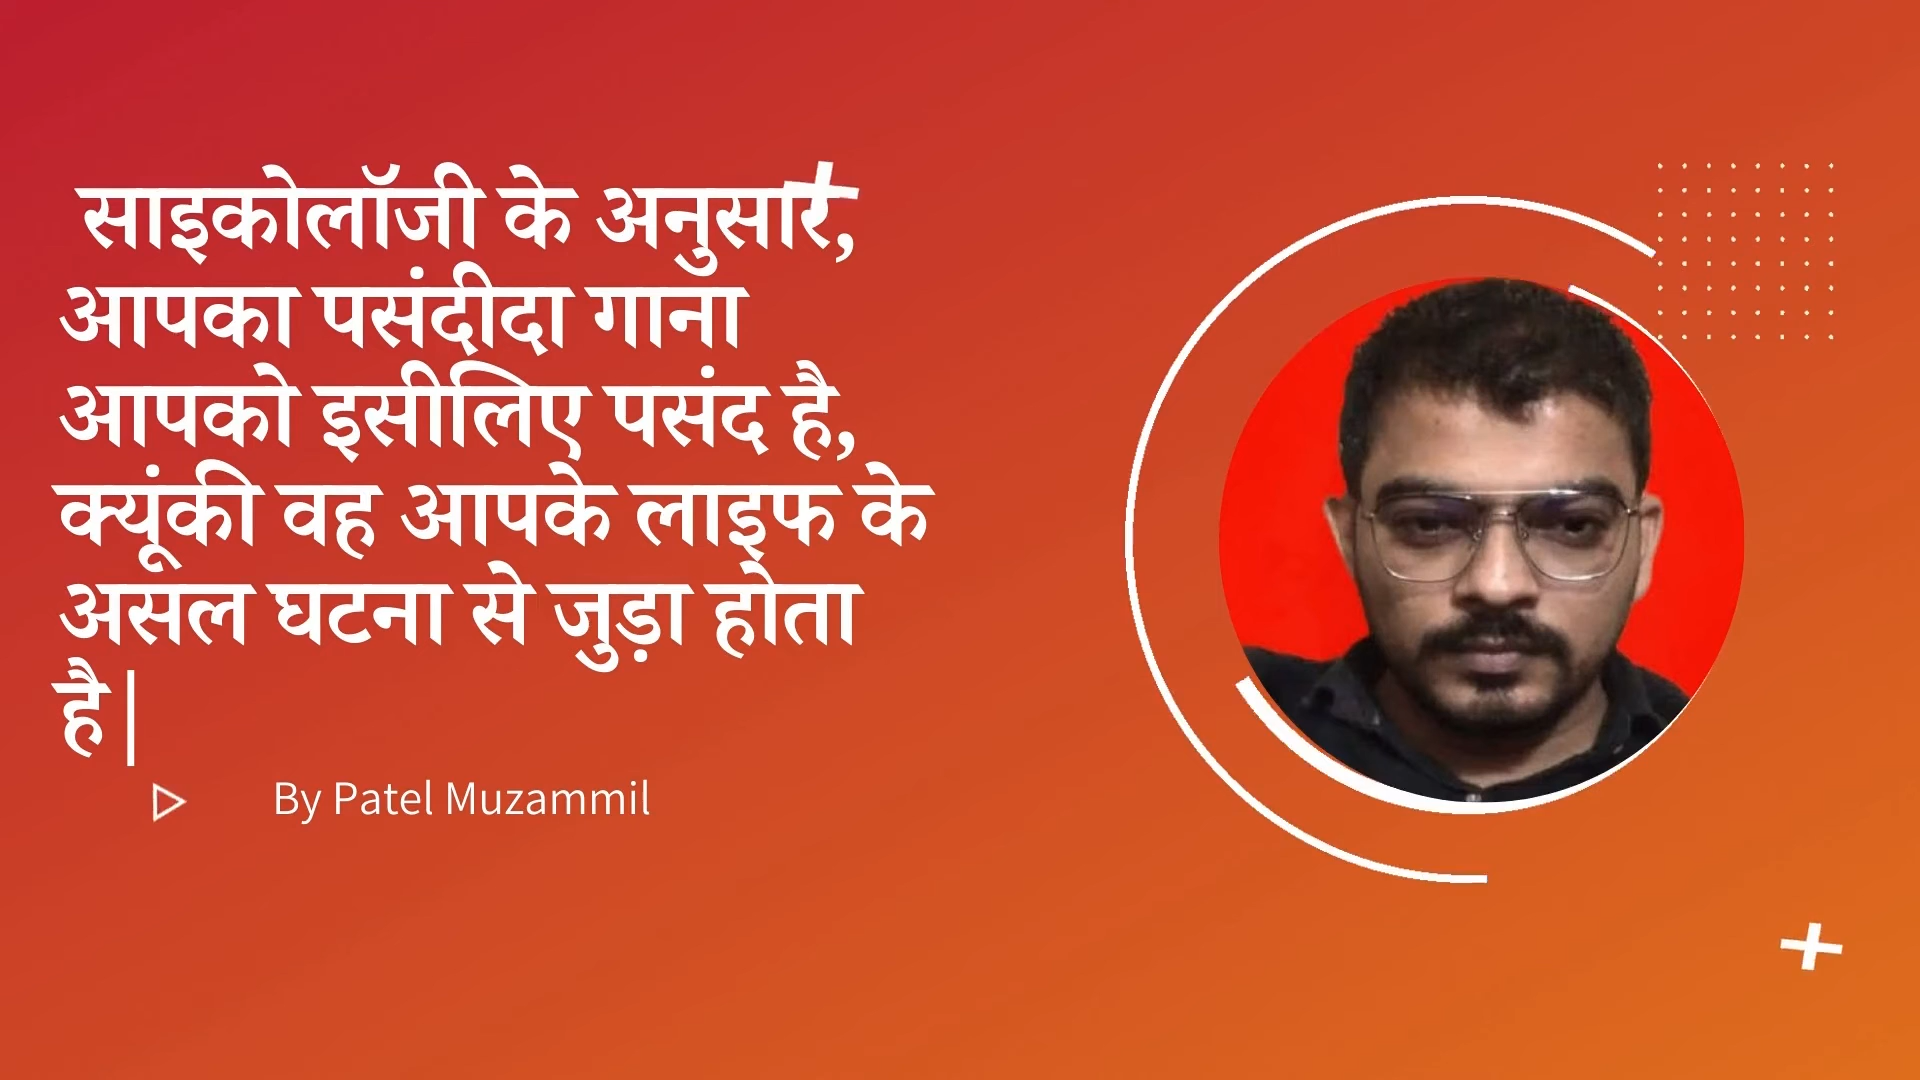 साइकोलॉजी के अनुसार,
आपका पसंदीदा गाना
आपको इसीलिए पसंद है,
क्यूंकी वह आपके लाइफ के
असल घटना से जुड़ा होता
है|
By Patel Muzammil